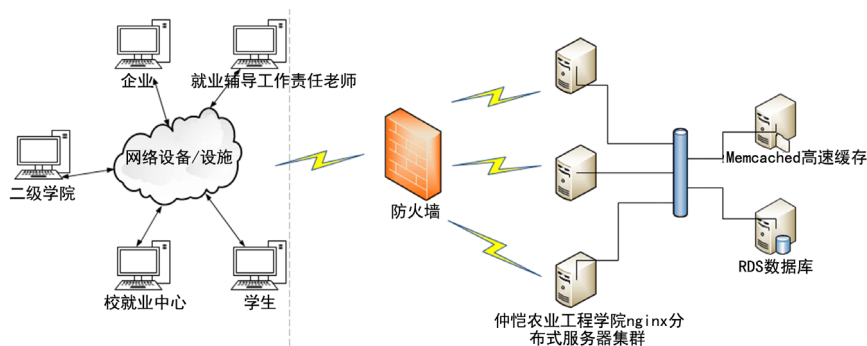 企业
就业辅导工作责任老师
网络设备/设施
二级学院
校就业中心
学生
防火墙
Memcached高速缓存
RDS数据库
仲恺农业工程学院nginx分
布式服务器集群